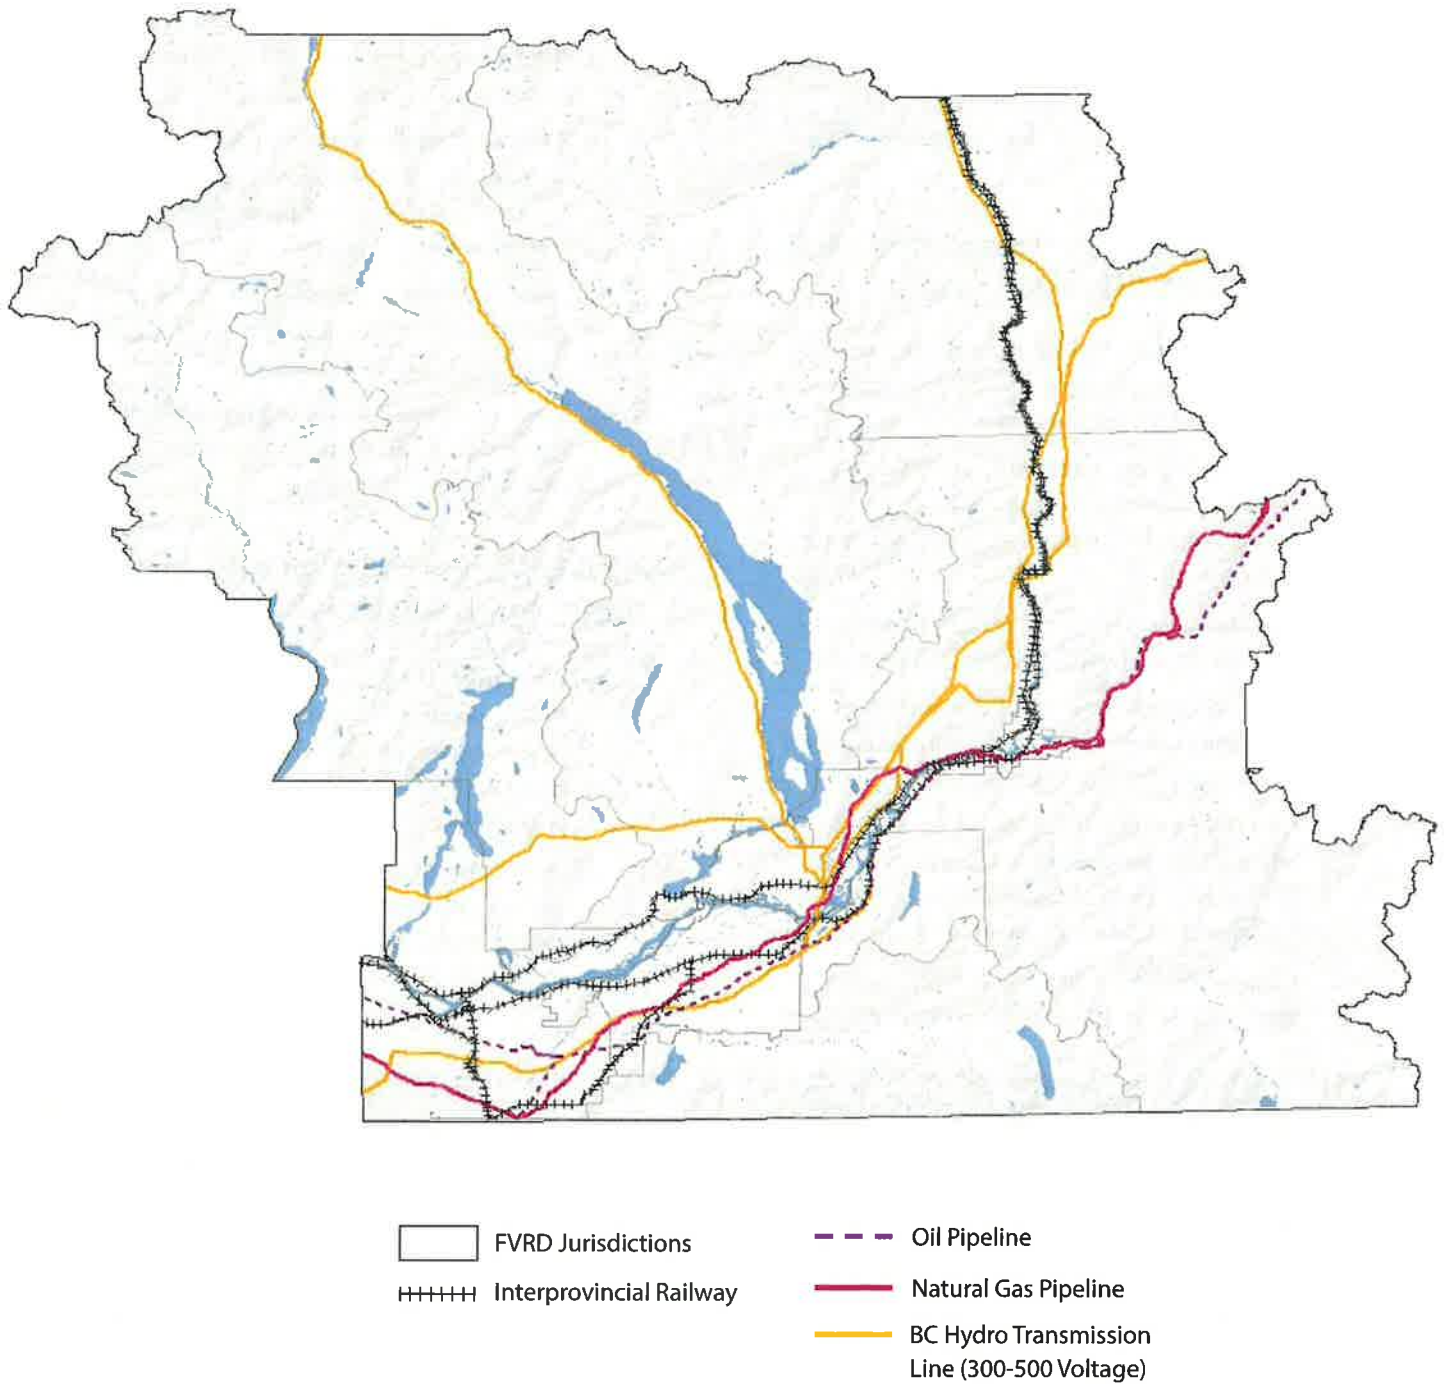 FVRD Jurisdictions
Interprovincial Railway
Oil Pipeline
Natural Gas Pipeline
BC Hydro Transmission
Line (300-500 Voltage)